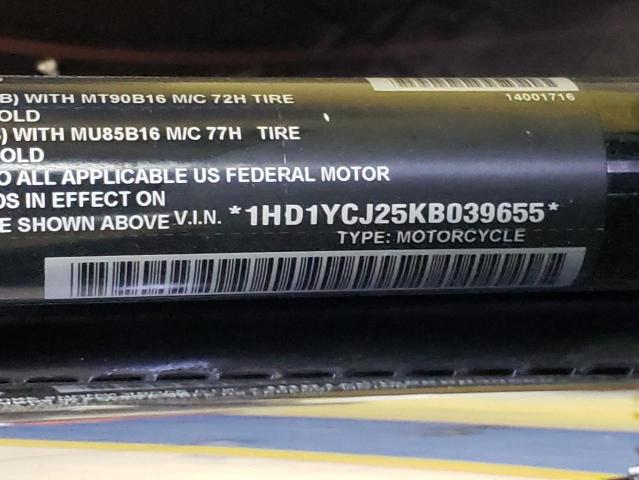 B) WITH MT90B16 M/C 72H TIRE
14001716
OLD
) WITH MU85B16 M/C 77H TIRE
OLD
O ALL APPLICABLE US FEDERAL MOTOR
DS IN EFFECT ON
E SHOWN ABOVE V.I.N. *1HD1YCJ25KB039655*
TYPE: MOTORCYCLE